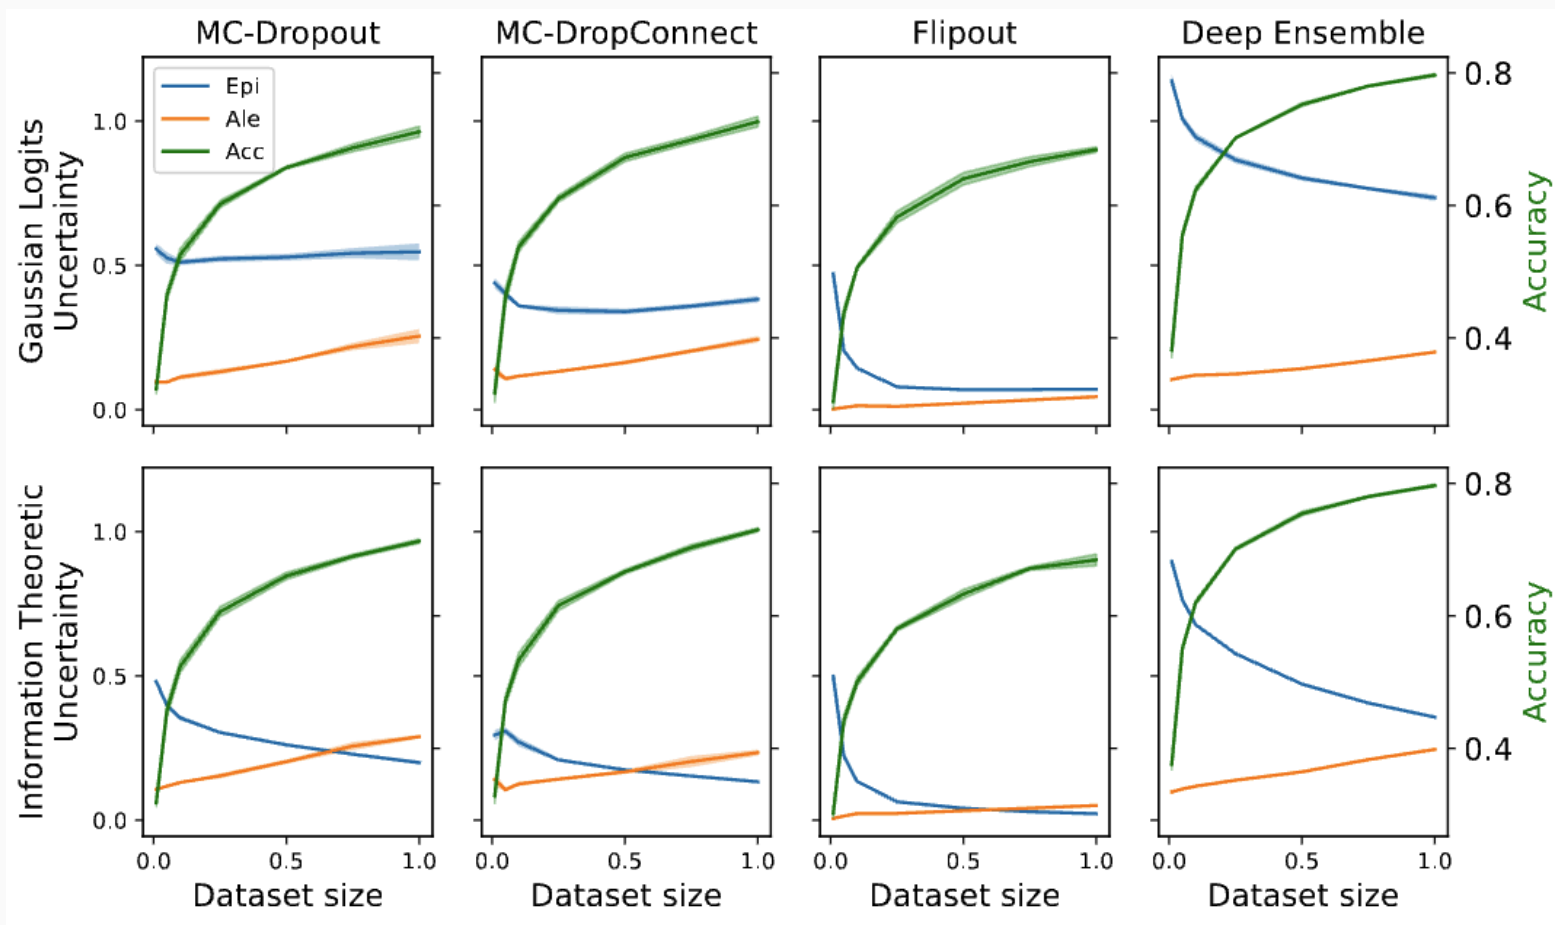 MC-Dropout
MC-DropConnect
Flipout
Deep Ensemble
Gaussian Logits
Uncertainty
Epi
Ale
Acc
1.0
0.5
0.0
0.8
0.6
0.4
Accuracy
Information Theoretic
Uncertainty
1.0
0.5
0.0
0.8
0.6
0.4
Accuracy
0.0 0.5 1.0
0.0 0.5 1.0
0.0 0.5 1.0
0.0 0.5 1.0
Dataset size
Dataset size
Dataset size
Dataset size